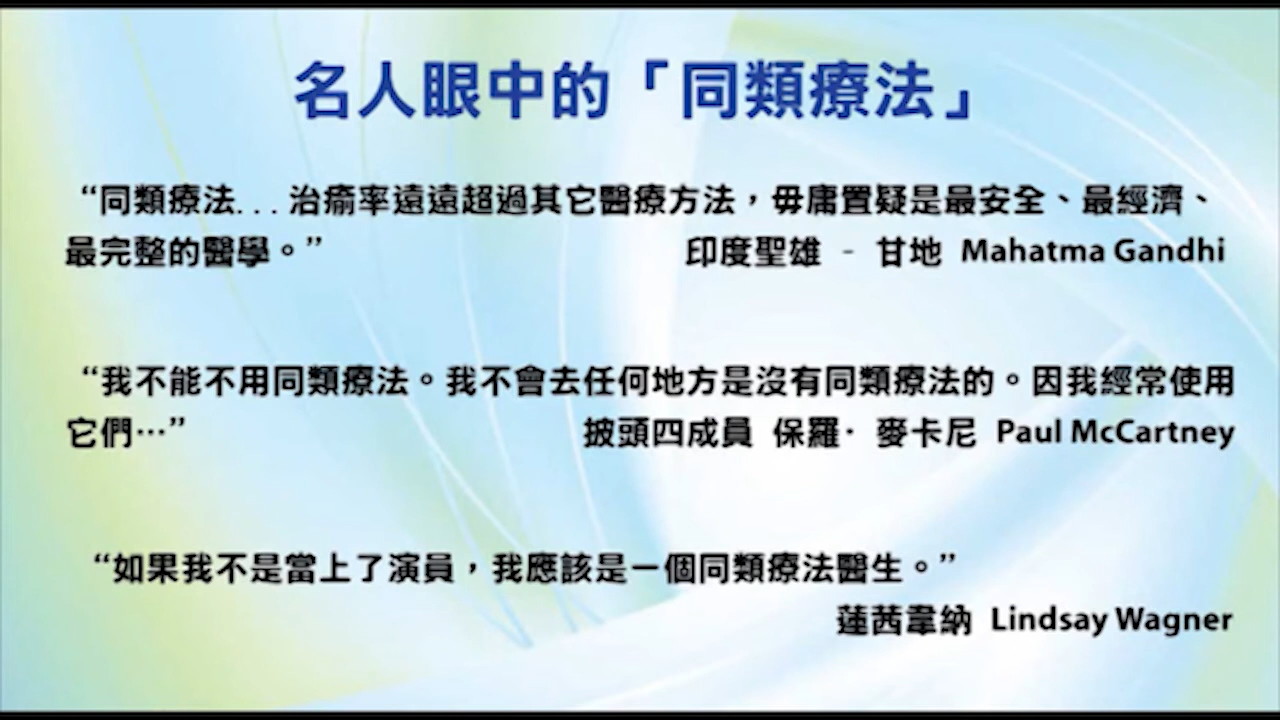 名人眼中的「同類療法」
“同類療法...治瘉率遠遠超過其它醫療方法，毋庸置疑是最安全、最經濟、
最完整的醫學。” 印度聖雄 - 甘地 Mahatma Gandhi
“我不能不用同類療法。我不會去任何地方是沒有同類療法的。因我經常使用
它們…” 披頭四成員 保羅· 麥卡尼 Paul McCartney
“如果我不是當上了演員，我應該是一個同類療法醫生。”
蓮茜韋納 Lindsay Wagner